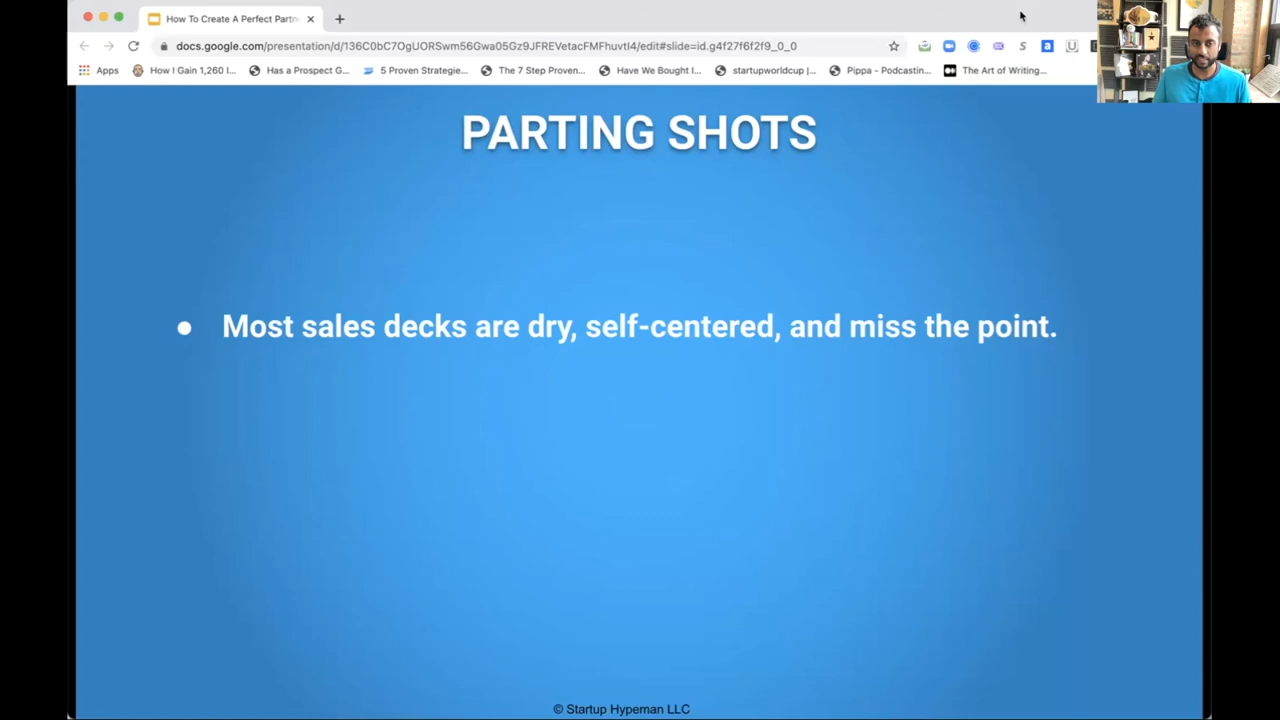 How To Create A Perfect Partn
docs.google.com/presentation/d/136C0bC7OgUORSwm56Gwa05Gz9JFREVetacFMFhuvtI4/edit#slide=id.g4f27f6f2f9_0_0
Apps How I Gain 1,260 I... Has a Prospect G... 5 Proven Strategie... The 7 Step Proven... Have We Bought I... startupworldcup |... Pippa - Podcastin... The Art of Writing...
PARTING SHOTS
● Most sales decks are dry, self-centered, and miss the point.
© Startup Hypeman LLC